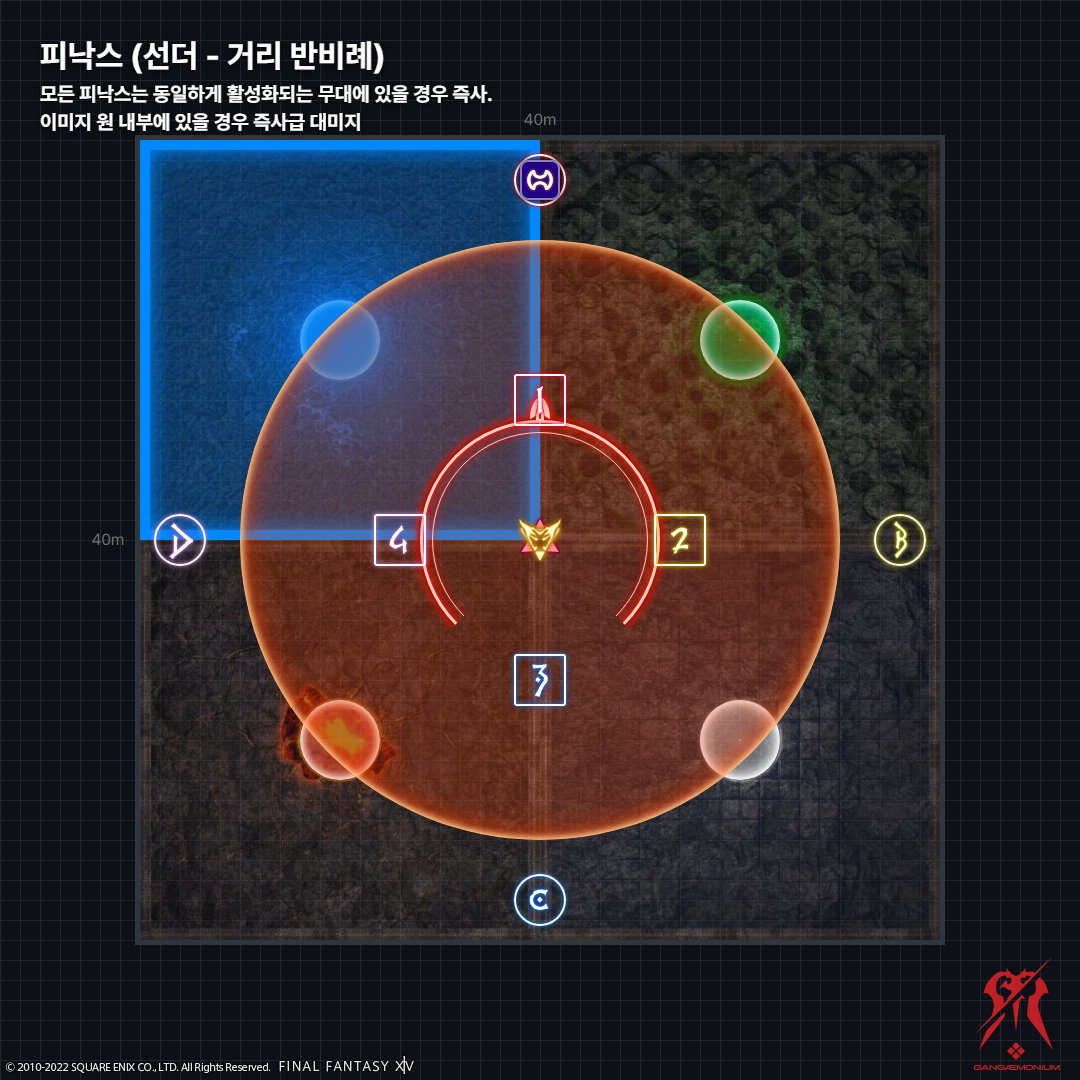 피낙스 (선더 - 거리 반비례)
모든 피낙스는 동일하게 활성화되는 무대에 있을 경우 즉사.
이미지 원 내부에 있을 경우 즉사급 대미지
40m
1
40m
D
4
2
B
3
C
GANGÆMONIUM
© 2010-2022 SQUARE ENIX CO., LTD. All Rights Reserved. FINAL FANTASY XIV